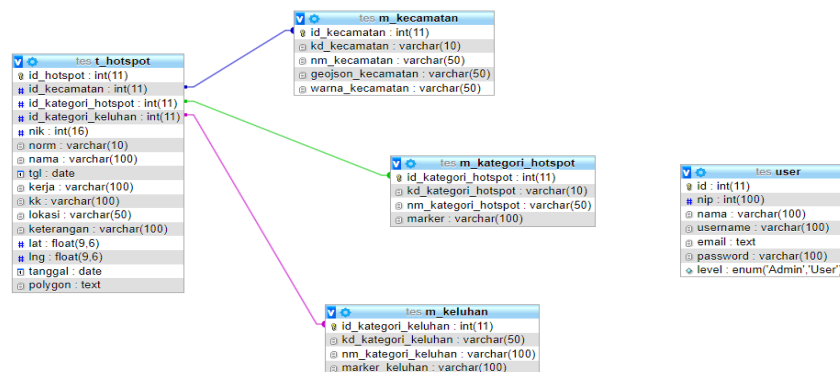 tes m_kecamatan
id_kecamatan : int(11)
kd_kecamatan : varchar(10)
nm_kecamatan : varchar(50)
geojson_kecamatan : varchar(50)
warna_kecamatan : varchar(50)
tes t_hotspot
id_hotspot : int(11)
id_kecamatan : int(11)
id_kategori_hotspot : int(11)
id_kategori_keluhan : int(11)
nik : int(16)
norm : varchar(10)
nama : varchar(100)
tgl : date
kerja : varchar(100)
kk : varchar(100)
lokasi : varchar(50)
keterangan : varchar(100)
lat : float(9,6)
lng : float(9,6)
tanggal : date
polygon : text
tes m_kategori_hotspot
id_kategori_hotspot : int(11)
kd_kategori_hotspot : varchar(10)
nm_kategori_hotspot : varchar(50)
marker : varchar(100)
tes user
id : int(11)
nip : int(100)
nama : varchar(100)
username : varchar(100)
email : text
password : varchar(100)
level : enum('Admin','User')
tes m_keluhan
id_kategori_keluhan : int(11)
kd_kategori_keluhan : varchar(50)
nm_kategori_keluhan : varchar(100)
marker_keluhan : varchar(100)